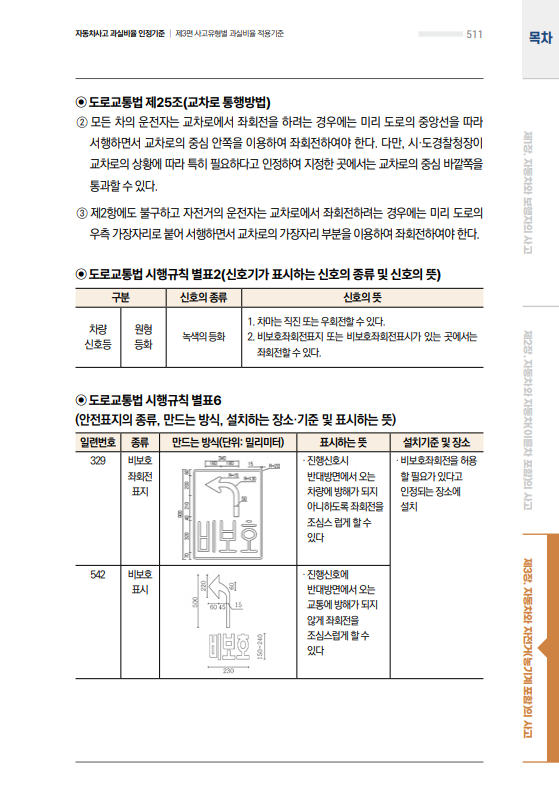 자동차사고 과실비율 인정기준 | 제3편 사고유형별 과실비율 적용기준
511
목차
◉ 도로교통법 제25조(교차로 통행방법)
② 모든 차의 운전자는 교차로에서 좌회전을 하려는 경우에는 미리 도로의 중앙선을 따라
서행하면서 교차로의 중심 안쪽을 이용하여 좌회전하여야 한다. 다만, 시·도경찰청장이
교차로의 상황에 따라 특히 필요하다고 인정하여 지정한 곳에서는 교차로의 중심 바깥쪽을
통과할 수 있다.
③ 제2항에도 불구하고 자전거의 운전자는 교차로에서 좌회전하려는 경우에는 미리 도로의
우측 가장자리로 붙어 서행하면서 교차로의 가장자리 부분을 이용하여 좌회전하여야 한다.
◉ 도로교통법 시행규칙 별표2(신호기가 표시하는 신호의 종류 및 신호의 뜻)
구분 신호의 종류 신호의 뜻
차량
신호등
원형
등화
녹색의 등화
1. 차마는 직진 또는 우회전할 수 있다.
2. 비보호좌회전표지 또는 비보호좌회전표시가 있는 곳에서는
좌회전할 수 있다.
◉ 도로교통법 시행규칙 별표6
(안전표지의 종류, 만드는 방식, 설치하는 장소·기준 및 표시하는 뜻)
일련번호 종류 만드는 방식(단위: 밀리미터) 표시하는 뜻 설치기준 및 장소
329
비보호
좌회전
표지
비보호
· 진행신호시
반대방면에서 오는
차량에 방해가 되지
아니하도록 좌회전을
조심스 럽게 할 수
있다
· 비보호좌회전을 허용
할 필요가 있다고
인정되는 장소에
설치
542
비보호
표시
220
60
500
60 45 15
비보호
150~240
230
· 진행신호에
반대방면에서 오는
교통에 방해가 되지
않게 좌회전을
조심스럽게 할 수
있다
제1장. 자동차와 보행자의 사고
제2장. 자동차와 자동차(이륜차 포함)의 사고
제3장. 자동차와 자전거(농기계 포함)의 사고